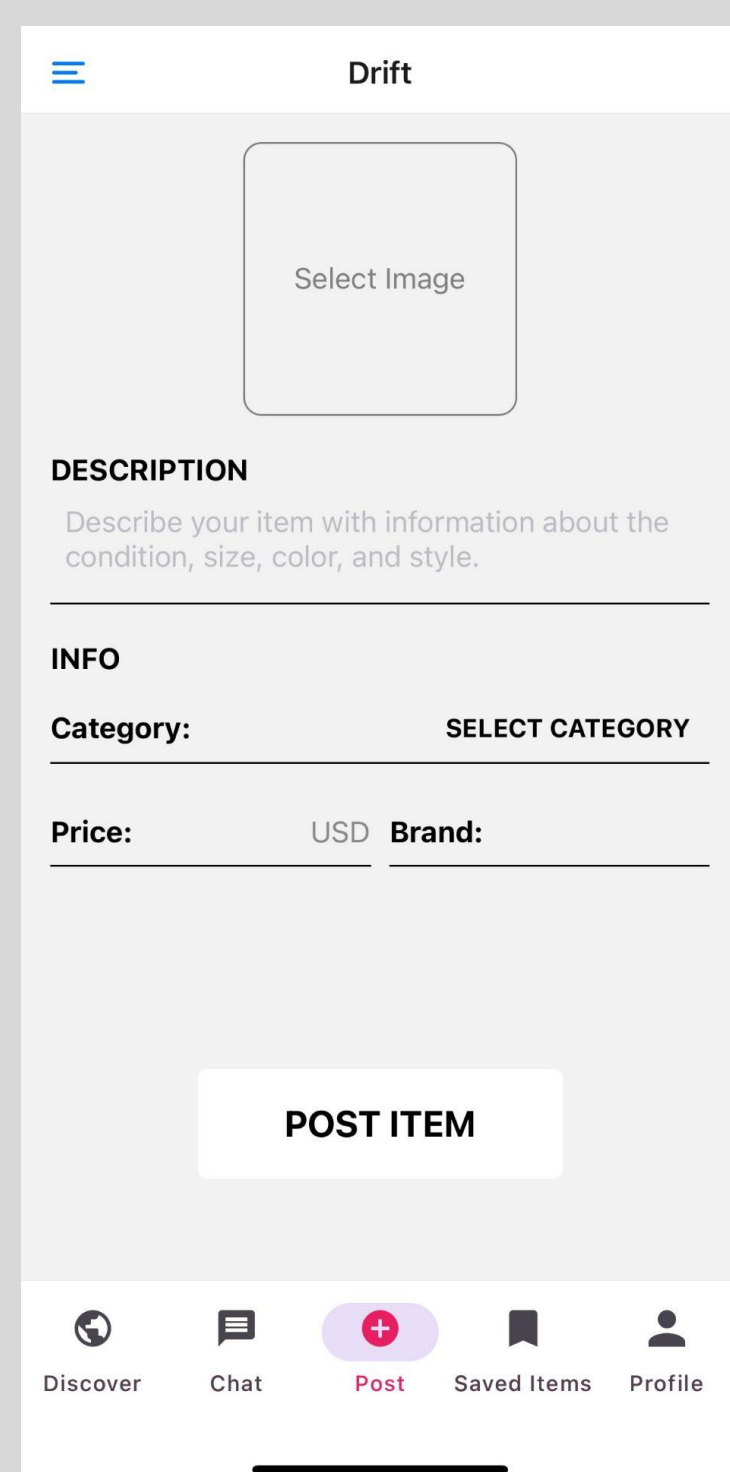 Drift
Select Image
DESCRIPTION
Describe your item with information about the
condition, size, color, and style.
INFO
Category: SELECT CATEGORY
Price: USD Brand:
POST ITEM
Discover Chat Post Saved Items Profile